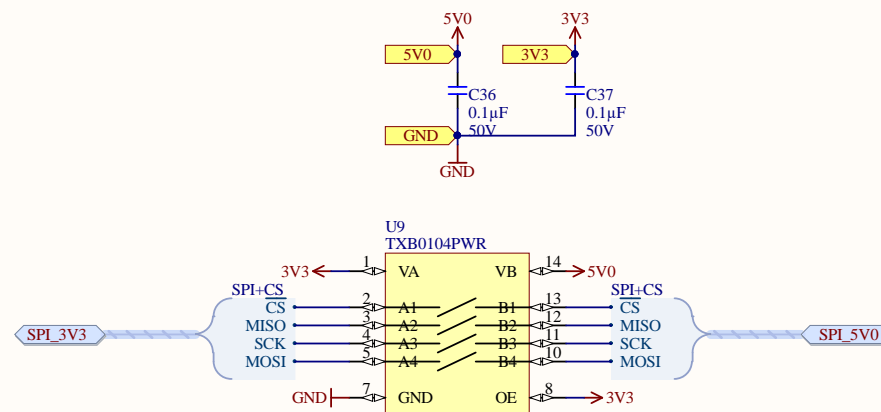 5V0 3V3
5V0 3V3
C36 C37
0.1µF 0.1µF
50V 50V
GND
GND
U9
TXB0104PWR
3V3 1 VA VB 14 5V0
SPI+CS SPI+CS
CS 2 A1 B1 13 CS
MISO 3 A2 B2 12 MISO
SPI_3V3 SPI_5V0
SCK 4 A3 B3 11 SCK
MOSI 5 A4 B4 10 MOSI
GND 7 GND OE 8 3V3